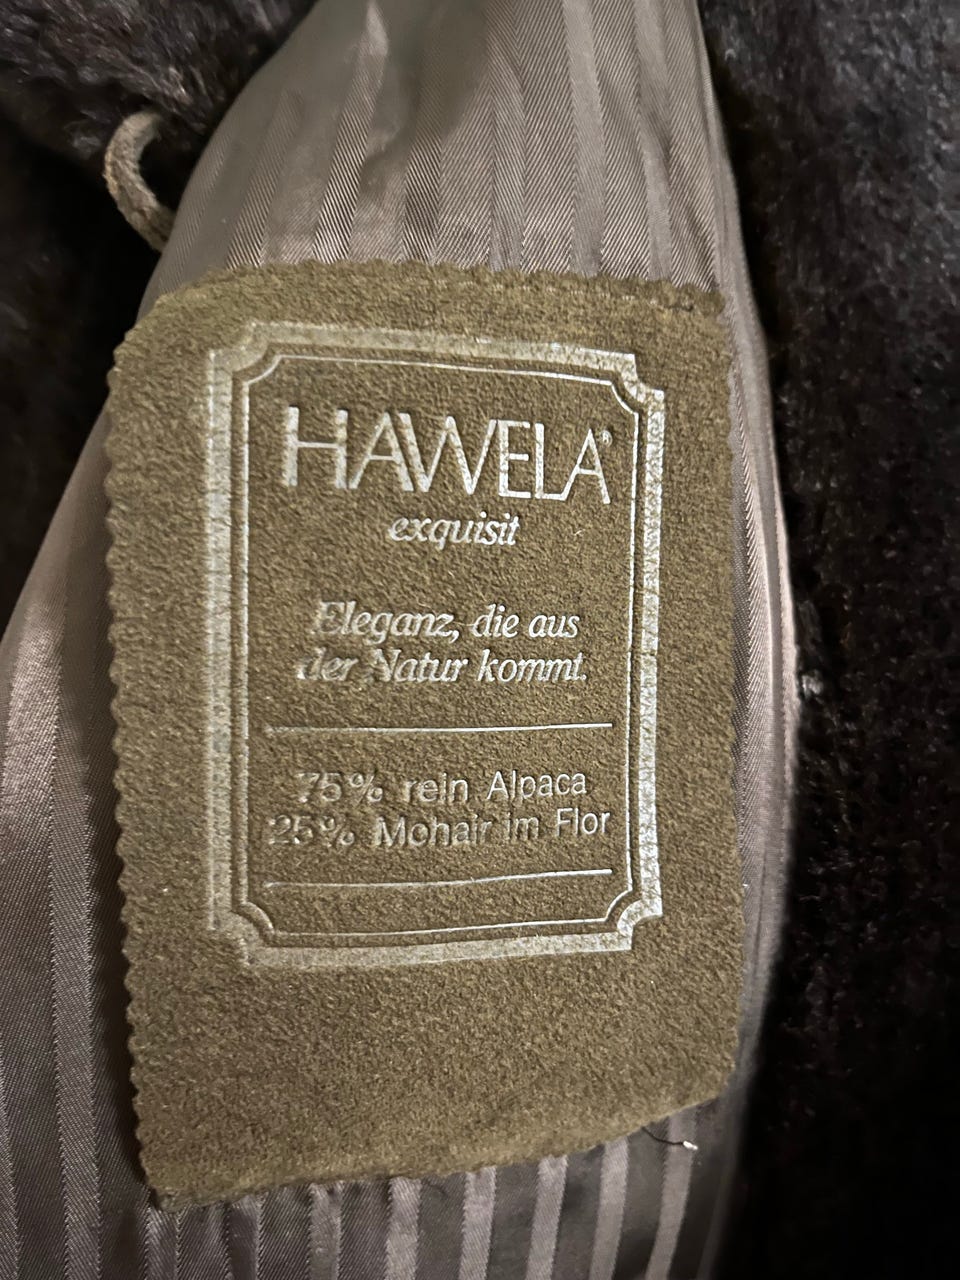 HAWELA®
exquisit
Eleganz, die aus
der Natur kommt.
75% rein Alpaca
25% Mohair im Flor